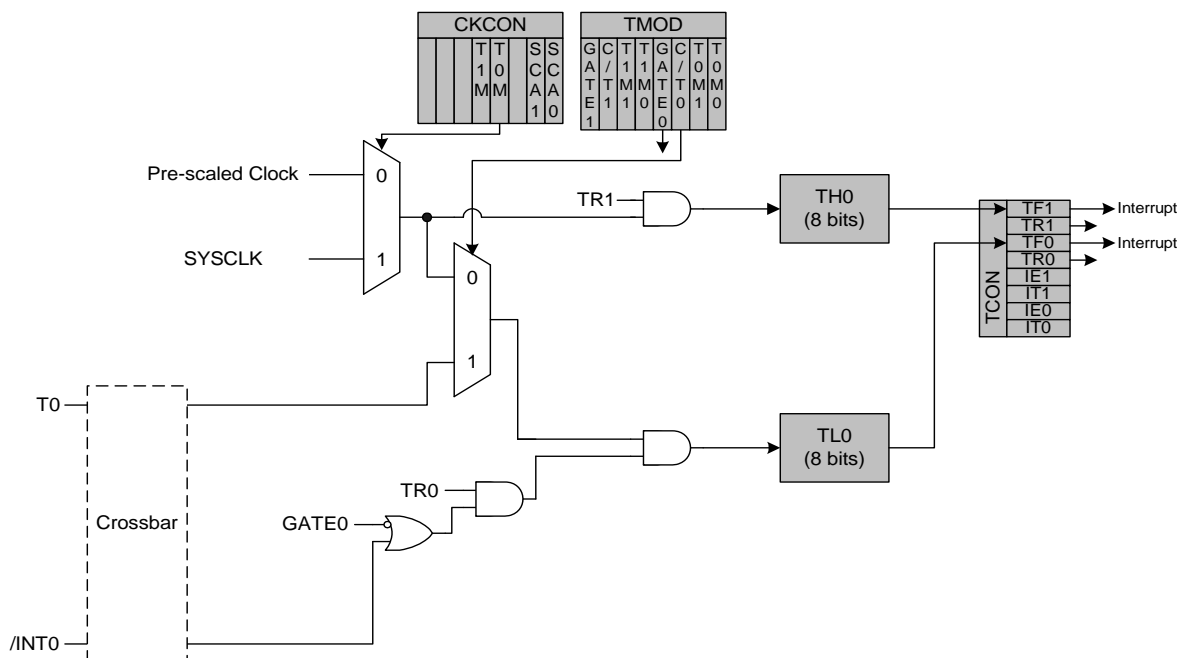 CKCON
T1M
T0M
SCA1
SCA0
TMOD
GATE1
C/T1
T1M1
T1M0
GATE0
C/T0
T0M1
T0M0
Pre-scaled Clock
0
SYSCLK
1
TR1
TH0
(8 bits)
TCON
TF1
TR1
TF0
TR0
IE1
IT1
IE0
IT0
Interrupt
Interrupt
0
1
T0
Crossbar
/INT0
TR0
GATE0
TL0
(8 bits)